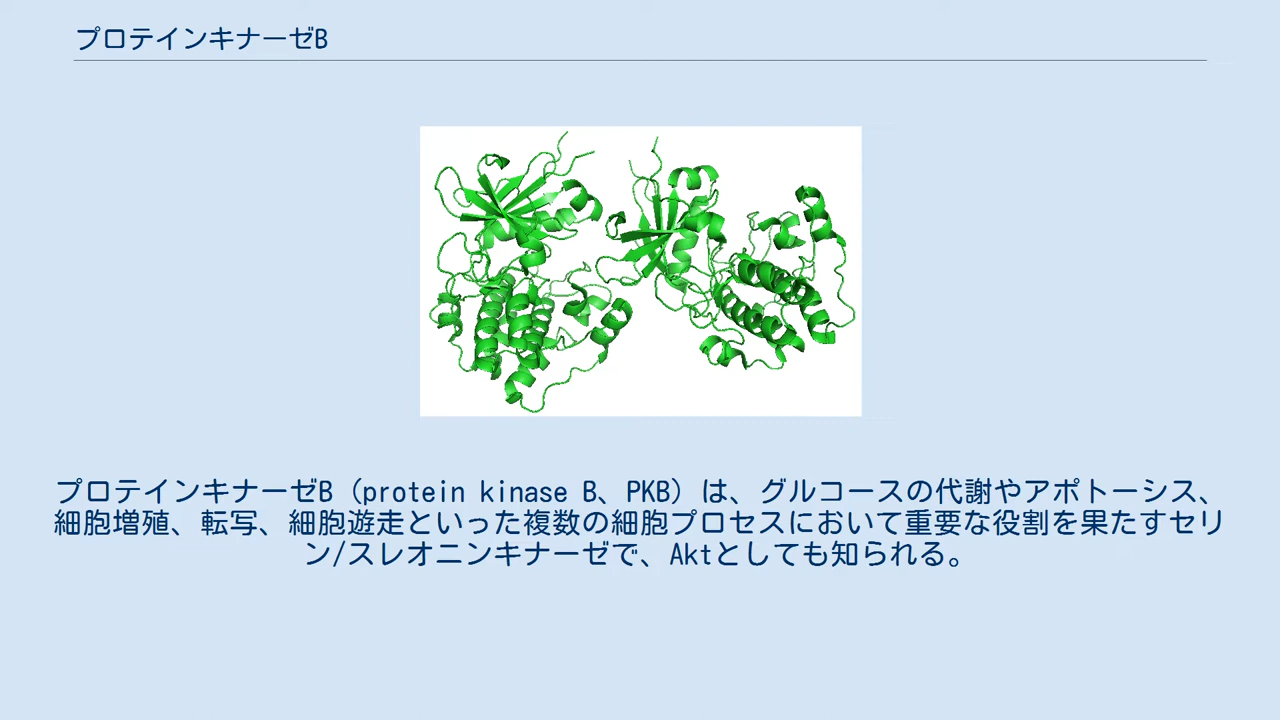 プロテインキナーゼB
プロテインキナーゼB（protein kinase B、PKB）は、グルコースの代謝やアポトーシス、
細胞増殖、転写、細胞遊走といった複数の細胞プロセスにおいて重要な役割を果たすセリ
ン/スレオニンキナーゼで、Aktとしても知られる。